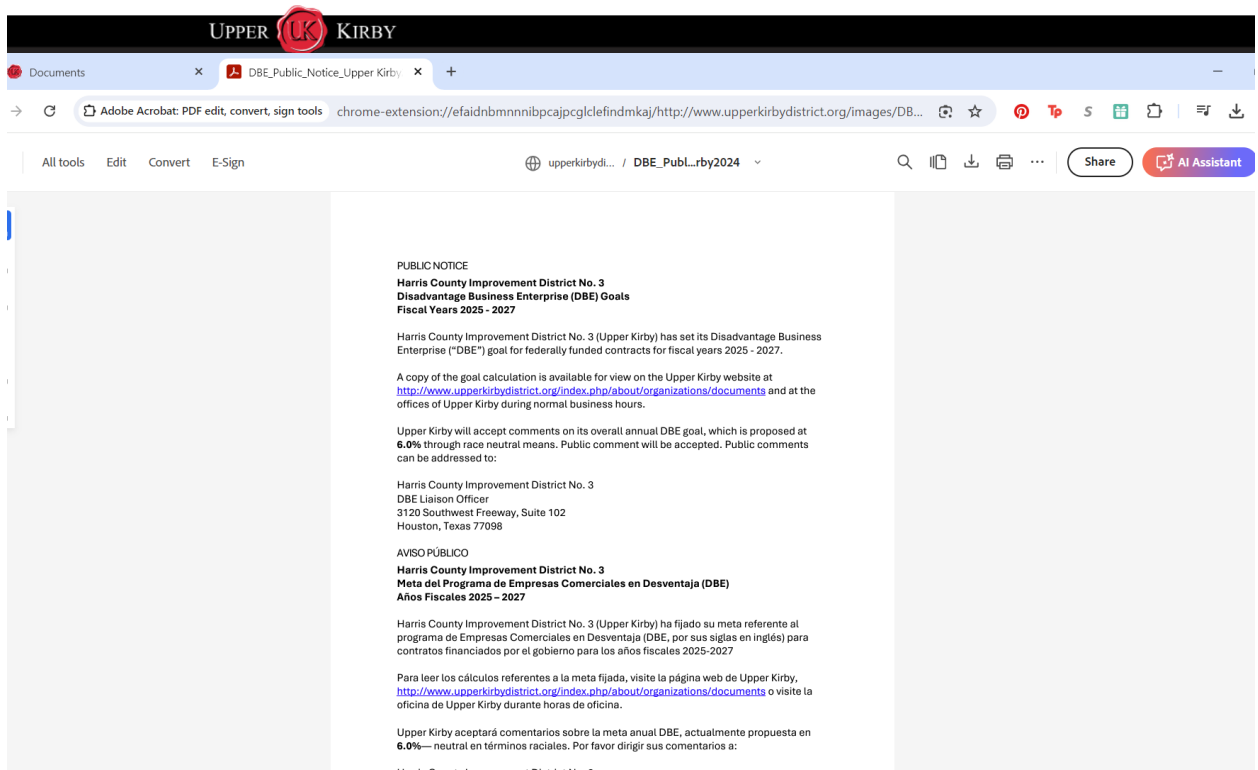 UPPER UK KIRBY
Documents
DBE_Public_Notice_Upper Kirby
Adobe Acrobat: PDF edit, convert, sign tools chrome-extension://efaidnbmnnnibpcajpcglclefindmkaj/http://www.upperkirbydistrict.org/images/DB...
All tools Edit Convert E-Sign upperkirbydi... / DBE_Publ...rby2024 Share AI Assistant
PUBLIC NOTICE
Harris County Improvement District No. 3
Disadvantage Business Enterprise (DBE) Goals
Fiscal Years 2025 - 2027
Harris County Improvement District No. 3 (Upper Kirby) has set its Disadvantage Business
Enterprise (“DBE”) goal for federally funded contracts for fiscal years 2025 - 2027.
A copy of the goal calculation is available for view on the Upper Kirby website at
http://www.upperkirbydistrict.org/index.php/about/organizations/documents and at the
offices of Upper Kirby during normal business hours.
Upper Kirby will accept comments on its overall annual DBE goal, which is proposed at
6.0% through race neutral means. Public comment will be accepted. Public comments
can be addressed to:
Harris County Improvement District No. 3
DBE Liaison Officer
3120 Southwest Freeway, Suite 102
Houston, Texas 77098
AVISO PÚBLICO
Harris County Improvement District No. 3
Meta del Programa de Empresas Comerciales en Desventaja (DBE)
Años Fiscales 2025 – 2027
Harris County Improvement District No. 3 (Upper Kirby) ha fijado su meta referente al
programa de Empresas Comerciales en Desventaja (DBE, por sus siglas en inglés) para
contratos financiados por el gobierno para los años fiscales 2025-2027
Para leer los cálculos referentes a la meta fijada, visite la página web de Upper Kirby,
http://www.upperkirbydistrict.org/index.php/about/organizations/documents o visite la
oficina de Upper Kirby durante horas de oficina.
Upper Kirby aceptará comentarios sobre la meta anual DBE, actualmente propuesta en
6.0%— neutral en términos raciales. Por favor dirigir sus comentarios a: